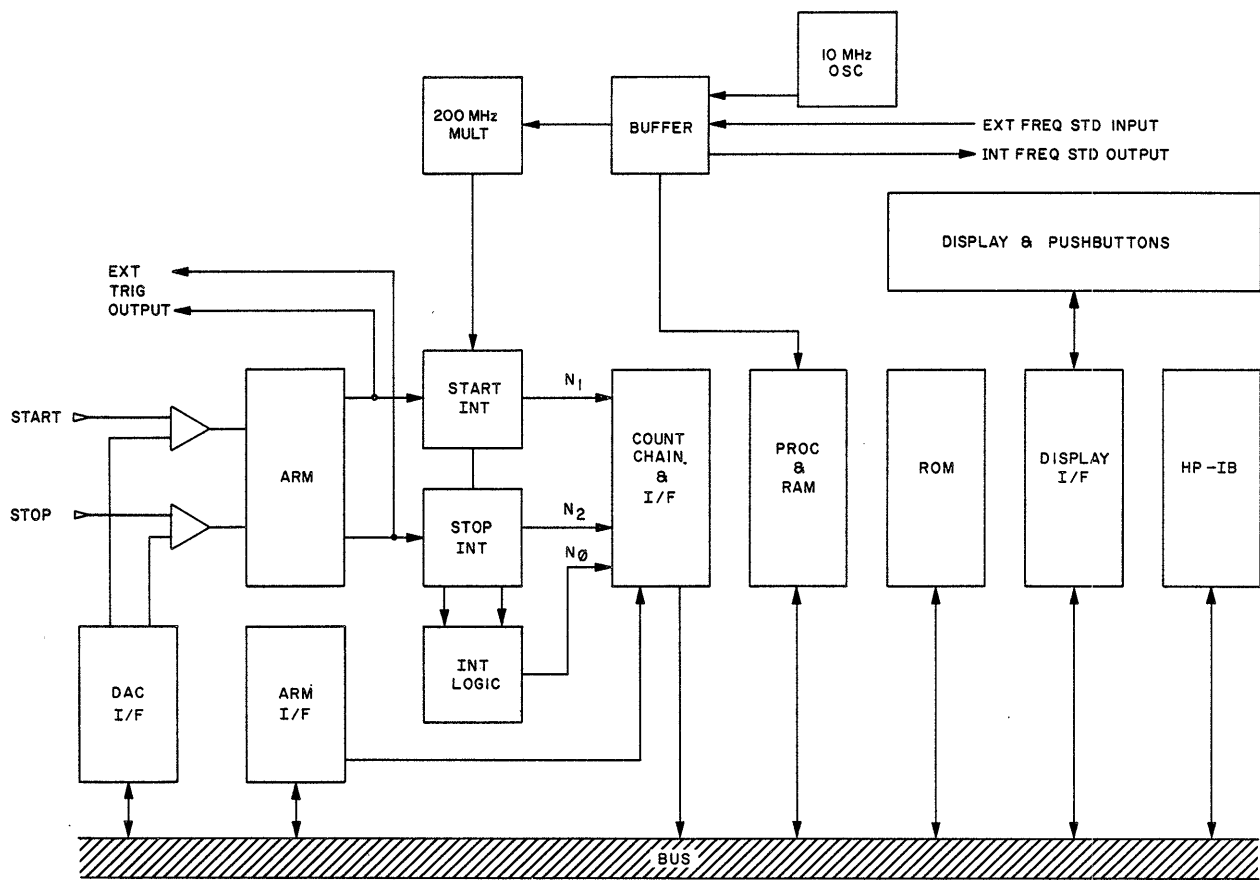 10 MHz
OSC
200 MHz
MULT
BUFFER
EXT FREQ STD INPUT
INT FREQ STD OUTPUT
DISPLAY & PUSHBUTTONS
EXT
TRIG
OUTPUT
START
STOP
ARM
START
INT
STOP
INT
N1
N2
NØ
COUNT
CHAIN
&
I/F
PROC
&
RAM
ROM
DISPLAY
I/F
HP-IB
DAC
I/F
ARM
I/F
INT
LOGIC
BUS